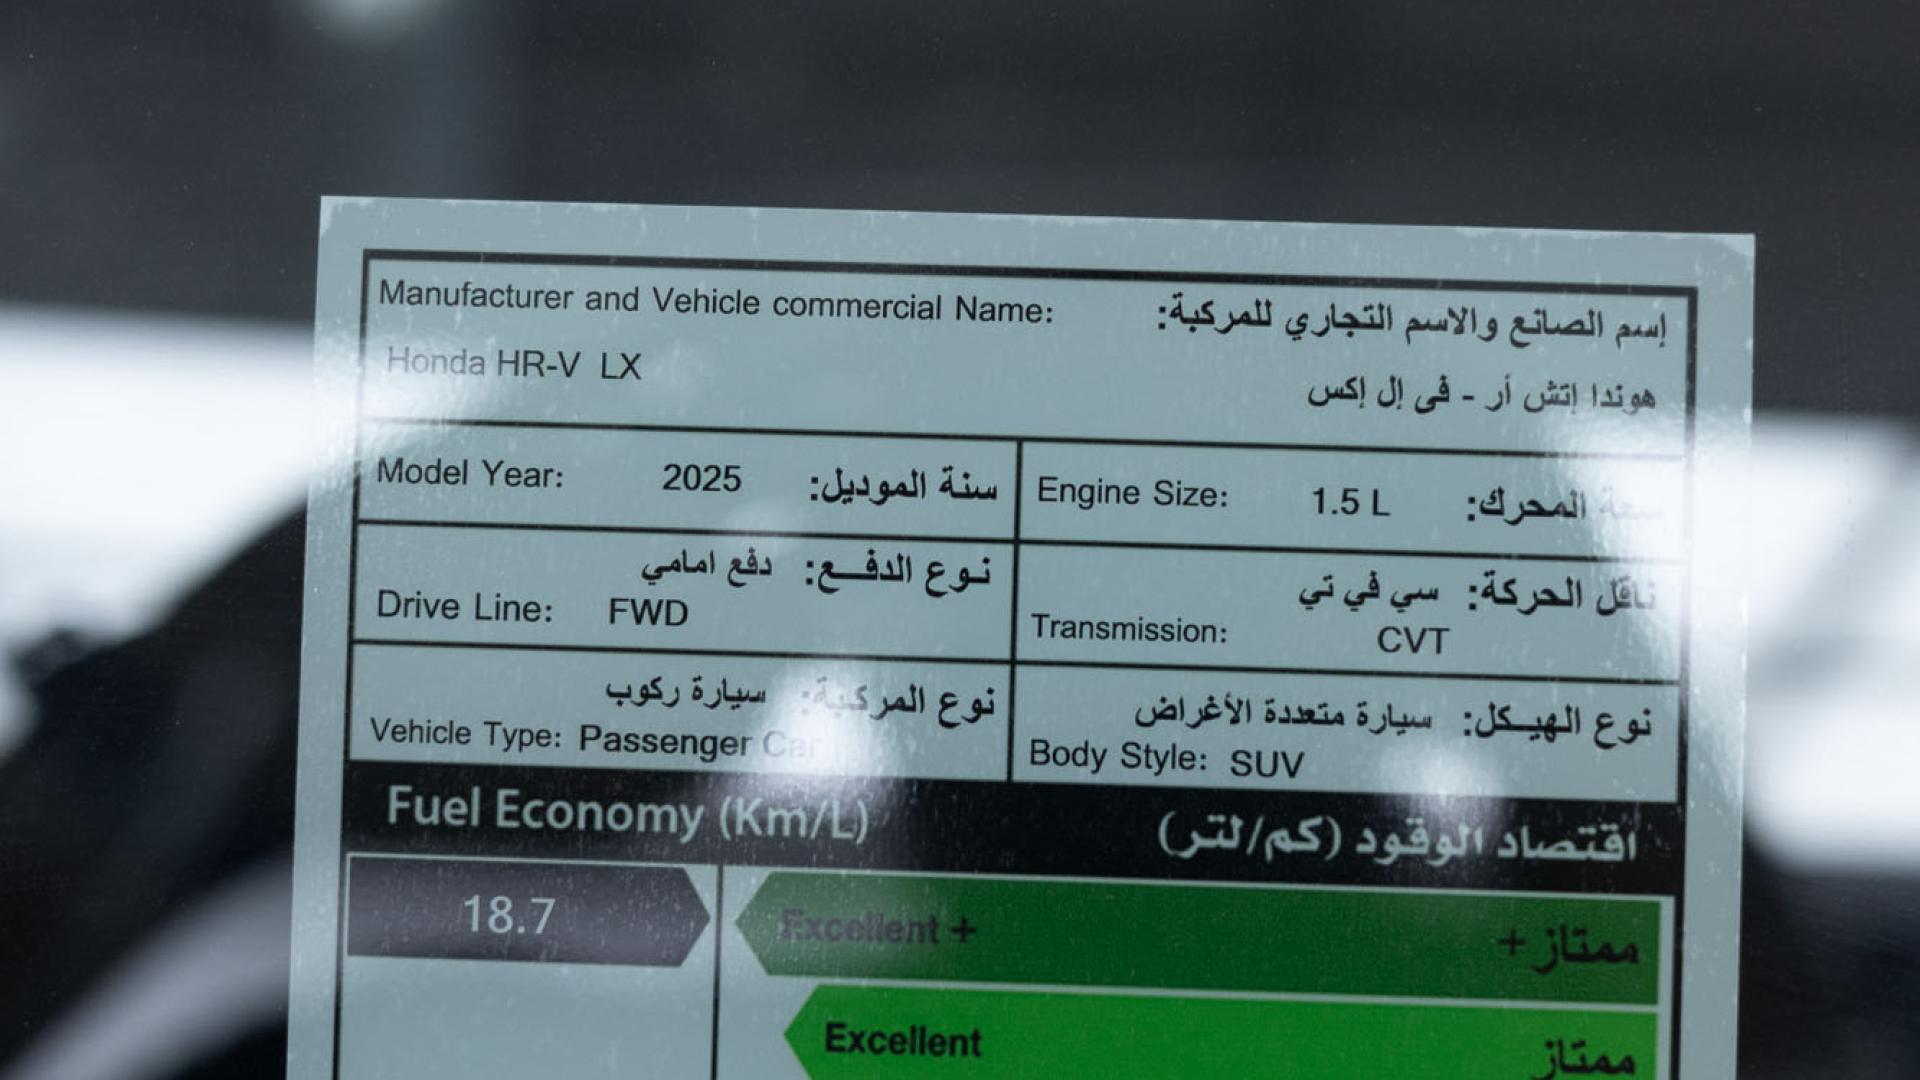 Manufacturer and Vehicle commercial Name: إسم الصانع والاسم التجاري للمركبة:
Honda HR-V LX هوندا إتش أر - فى إل إكس
Model Year: 2025 سنة الموديل:
Engine Size: 1.5 L سعة المحرك:
نوع الدفع: دفع امامي
Drive Line: FWD
ناقل الحركة: سي في تي
Transmission: CVT
نوع المركبة: سيارة ركوب
Vehicle Type: Passenger Car
نوع الهيكل: سيارة متعددة الأغراض
Body Style: SUV
Fuel Economy (Km/L) اقتصاد الوقود (كم/لتر)
18.7
Excellent + ممتاز +
Excellent ممتاز